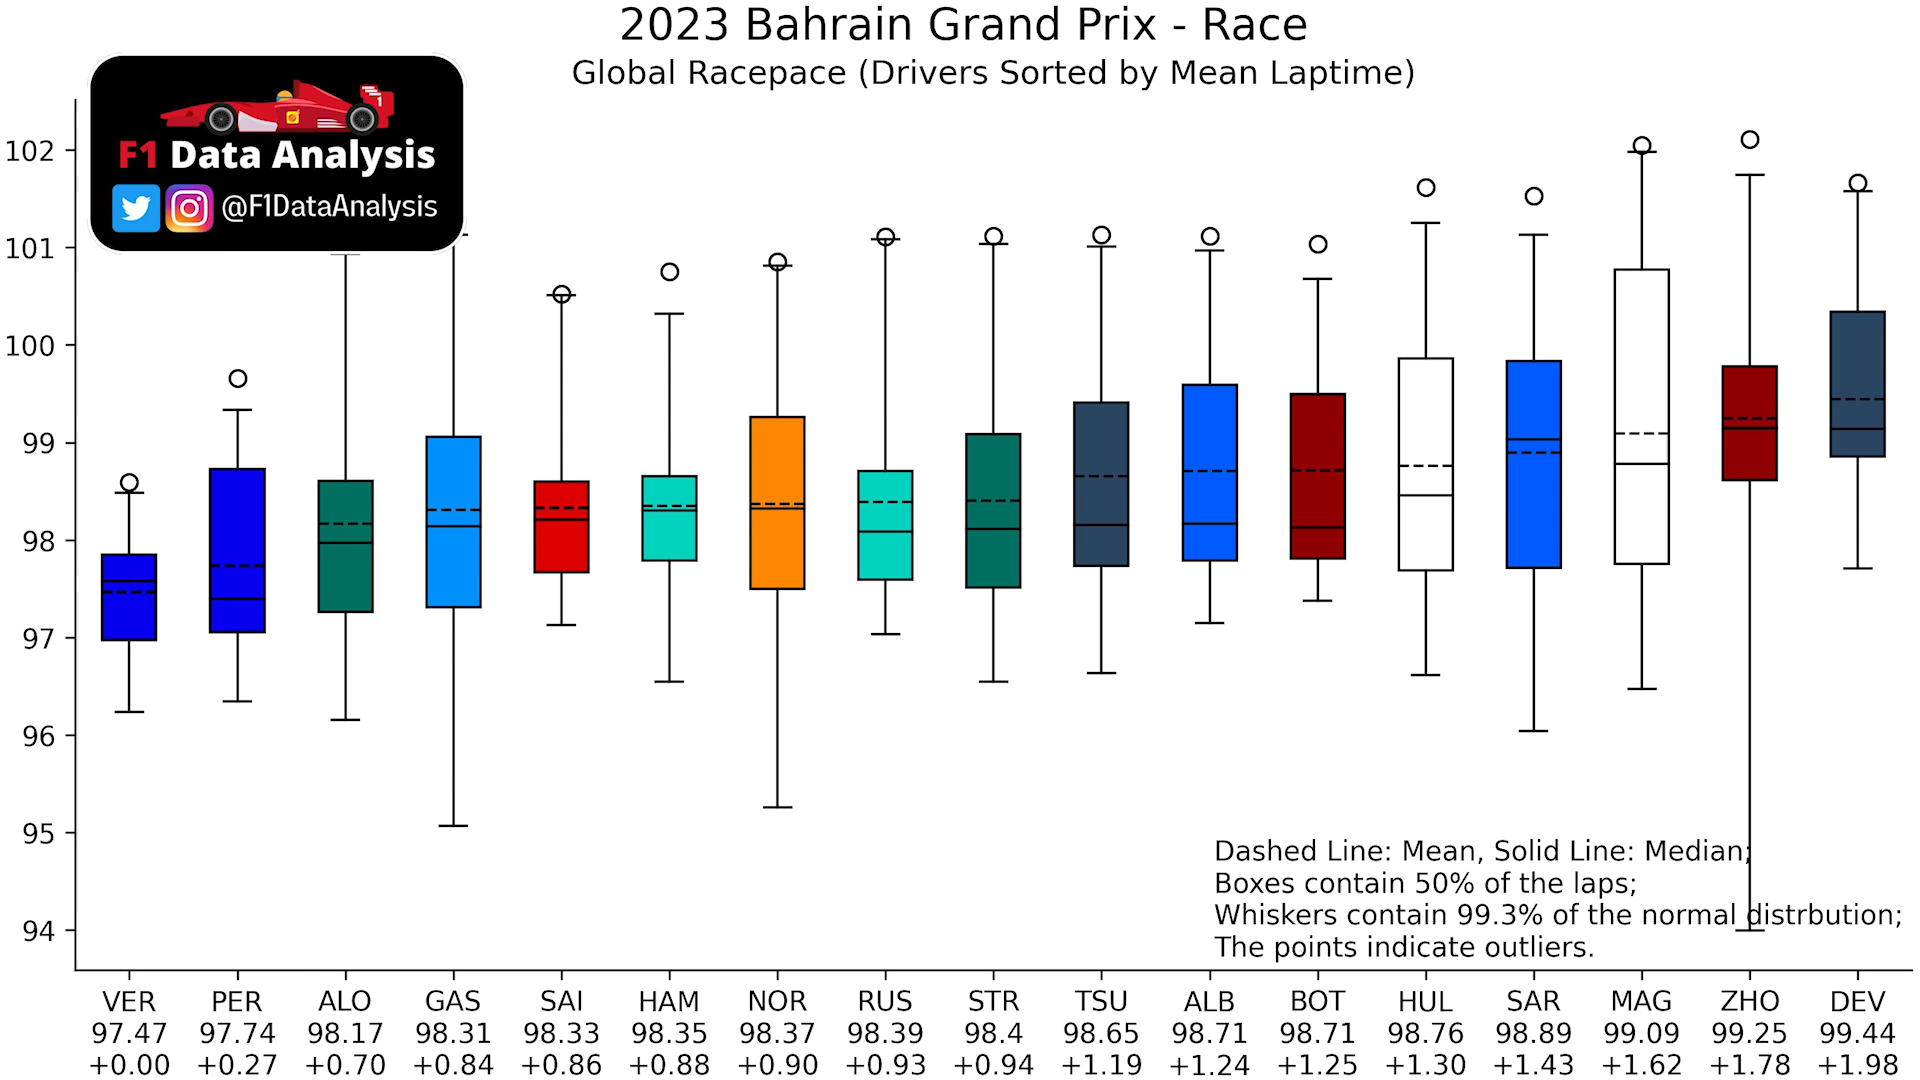 2023 Bahrain Grand Prix - Race
Global Racepace (Drivers Sorted by Mean Laptime)
F1 Data Analysis
@F1DataAnalysis
102
101
100
99
98
97
96
95
94
Dashed Line: Mean, Solid Line: Median;
Boxes contain 50% of the laps;
Whiskers contain 99.3% of the normal distrbution;
The points indicate outliers.
VER PER ALO GAS SAI HAM NOR RUS STR TSU ALB BOT HUL SAR MAG ZHO DEV
97.47 97.74 98.17 98.31 98.33 98.35 98.37 98.39 98.4 98.65 98.71 98.71 98.76 98.89 99.09 99.25 99.44
+0.00 +0.27 +0.70 +0.84 +0.86 +0.88 +0.90 +0.93 +0.94 +1.19 +1.24 +1.25 +1.30 +1.43 +1.62 +1.78 +1.98